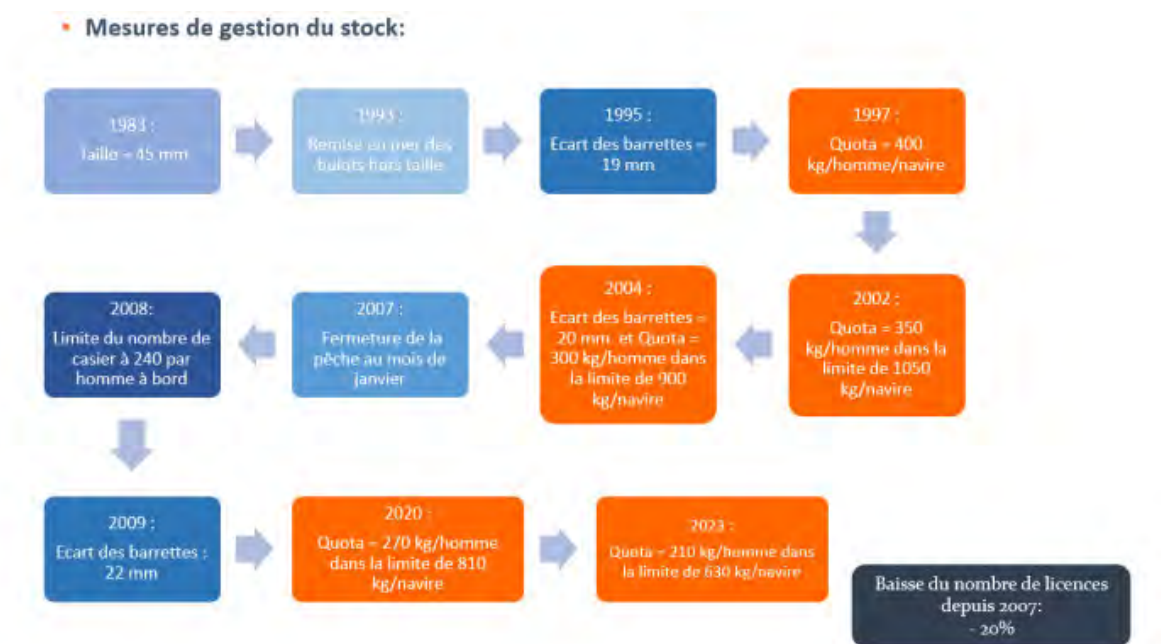 • Mesures de gestion du stock:
1983 :
Taille = 45 mm
1993 :
Remise en mer des
bulots hors taille
1995 :
Ecart des barrettes =
19 mm
1997 :
Quota = 400
kg/homme/navire
2002 :
Quota = 350
kg/homme dans la
limite de 1050
kg/navire
2004 :
Ecart des barrettes =
20 mm et Quota =
300 kg/homme dans
la limite de 900
kg/navire
2007 :
Fermeture de la
pêche au mois de
janvier
2008:
Limite du nombre de
casier à 240 par
homme à bord
2009 :
Ecart des barrettes :
22 mm
2020 :
Quota = 270 kg/homme
dans la limite de 810
kg/navire
2023 :
Quota = 210 kg/homme dans
la limite de 630 kg/navire
Baisse du nombre de licences
depuis 2007:
- 20%